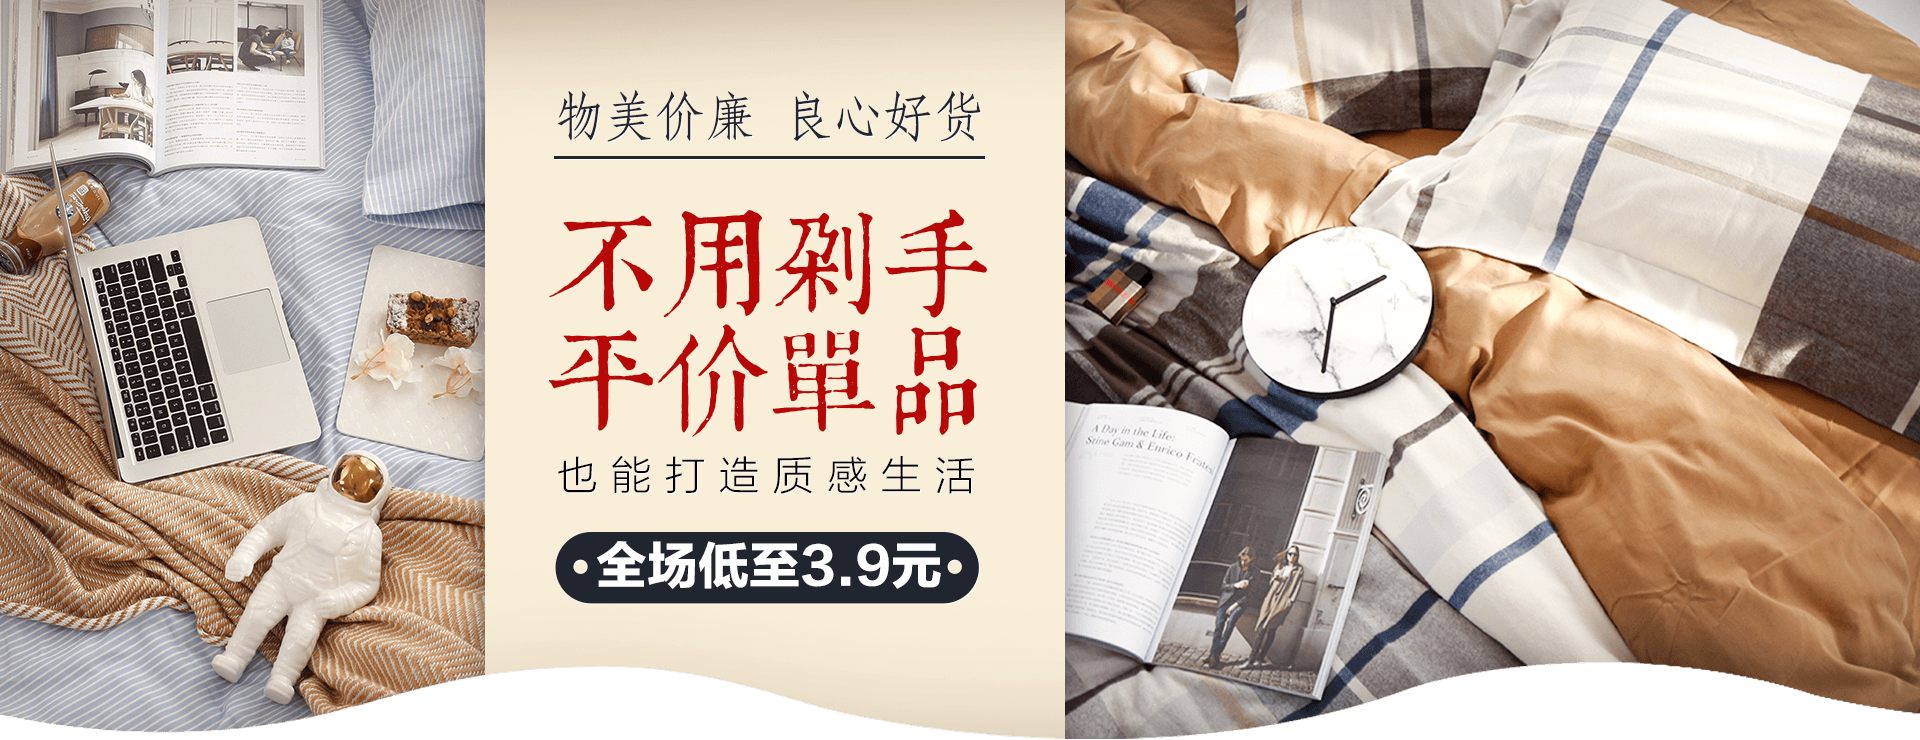 物美价廉 良心好货
不用剁手
平价單品
也能打造质感生活
·全场低至3.9元·
A Day in the Life:
Stine Gam & Enrico Fratesi